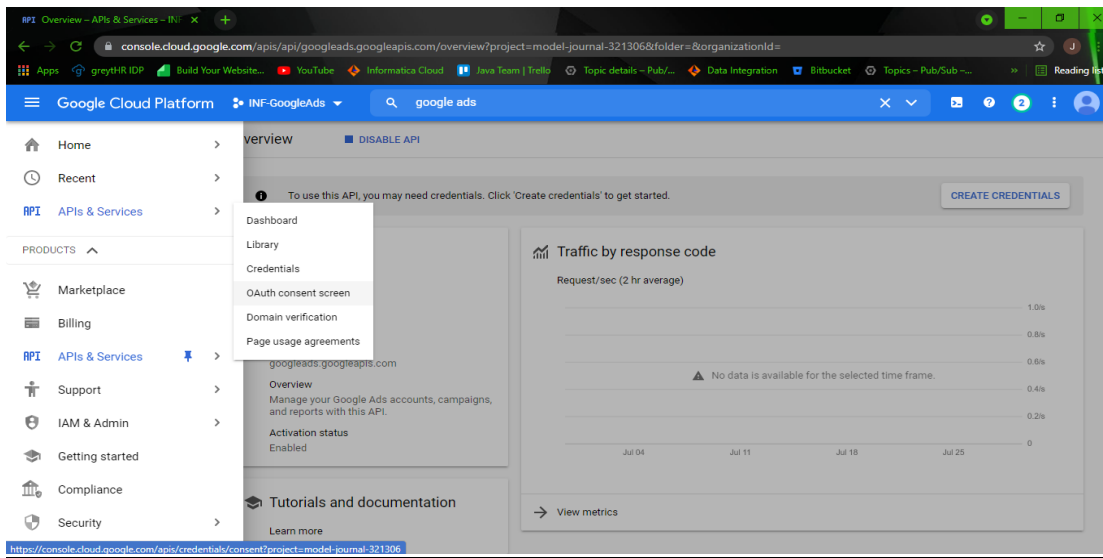 API Overview – APIs & Services – INF
console.cloud.google.com/apis/api/googleads.googleapis.com/overview?project=model-journal-321306&folder=&organizationId=
J
Apps greytHR IDP Build Your Website... YouTube Informatica Cloud Java Team | Trello Topic details – Pub/... Data Integration Bitbucket Topics – Pub/Sub –... » Reading list
Google Cloud Platform INF-GoogleAds google ads 2
Home
Recent
API APIs & Services
PRODUCTS
Marketplace
Billing
API APIs & Services
Support
IAM & Admin
Getting started
Compliance
Security
https://console.cloud.google.com/apis/credentials/consent?project=model-journal-321306
Dashboard
Library
Credentials
OAuth consent screen
Domain verification
Page usage agreements
verview DISABLE API
To use this API, you may need credentials. Click 'Create credentials' to get started. CREATE CREDENTIALS
googleads.googleapis.com
Overview
Manage your Google Ads accounts, campaigns,
and reports with this API.
Activation status
Enabled
Tutorials and documentation
Learn more
Traffic by response code
Request/sec (2 hr average)
1.0/s
0.8/s
0.6/s
No data is available for the selected time frame.
0.4/s
0.2/s
0
Jul 04 Jul 11 Jul 18 Jul 25
View metrics